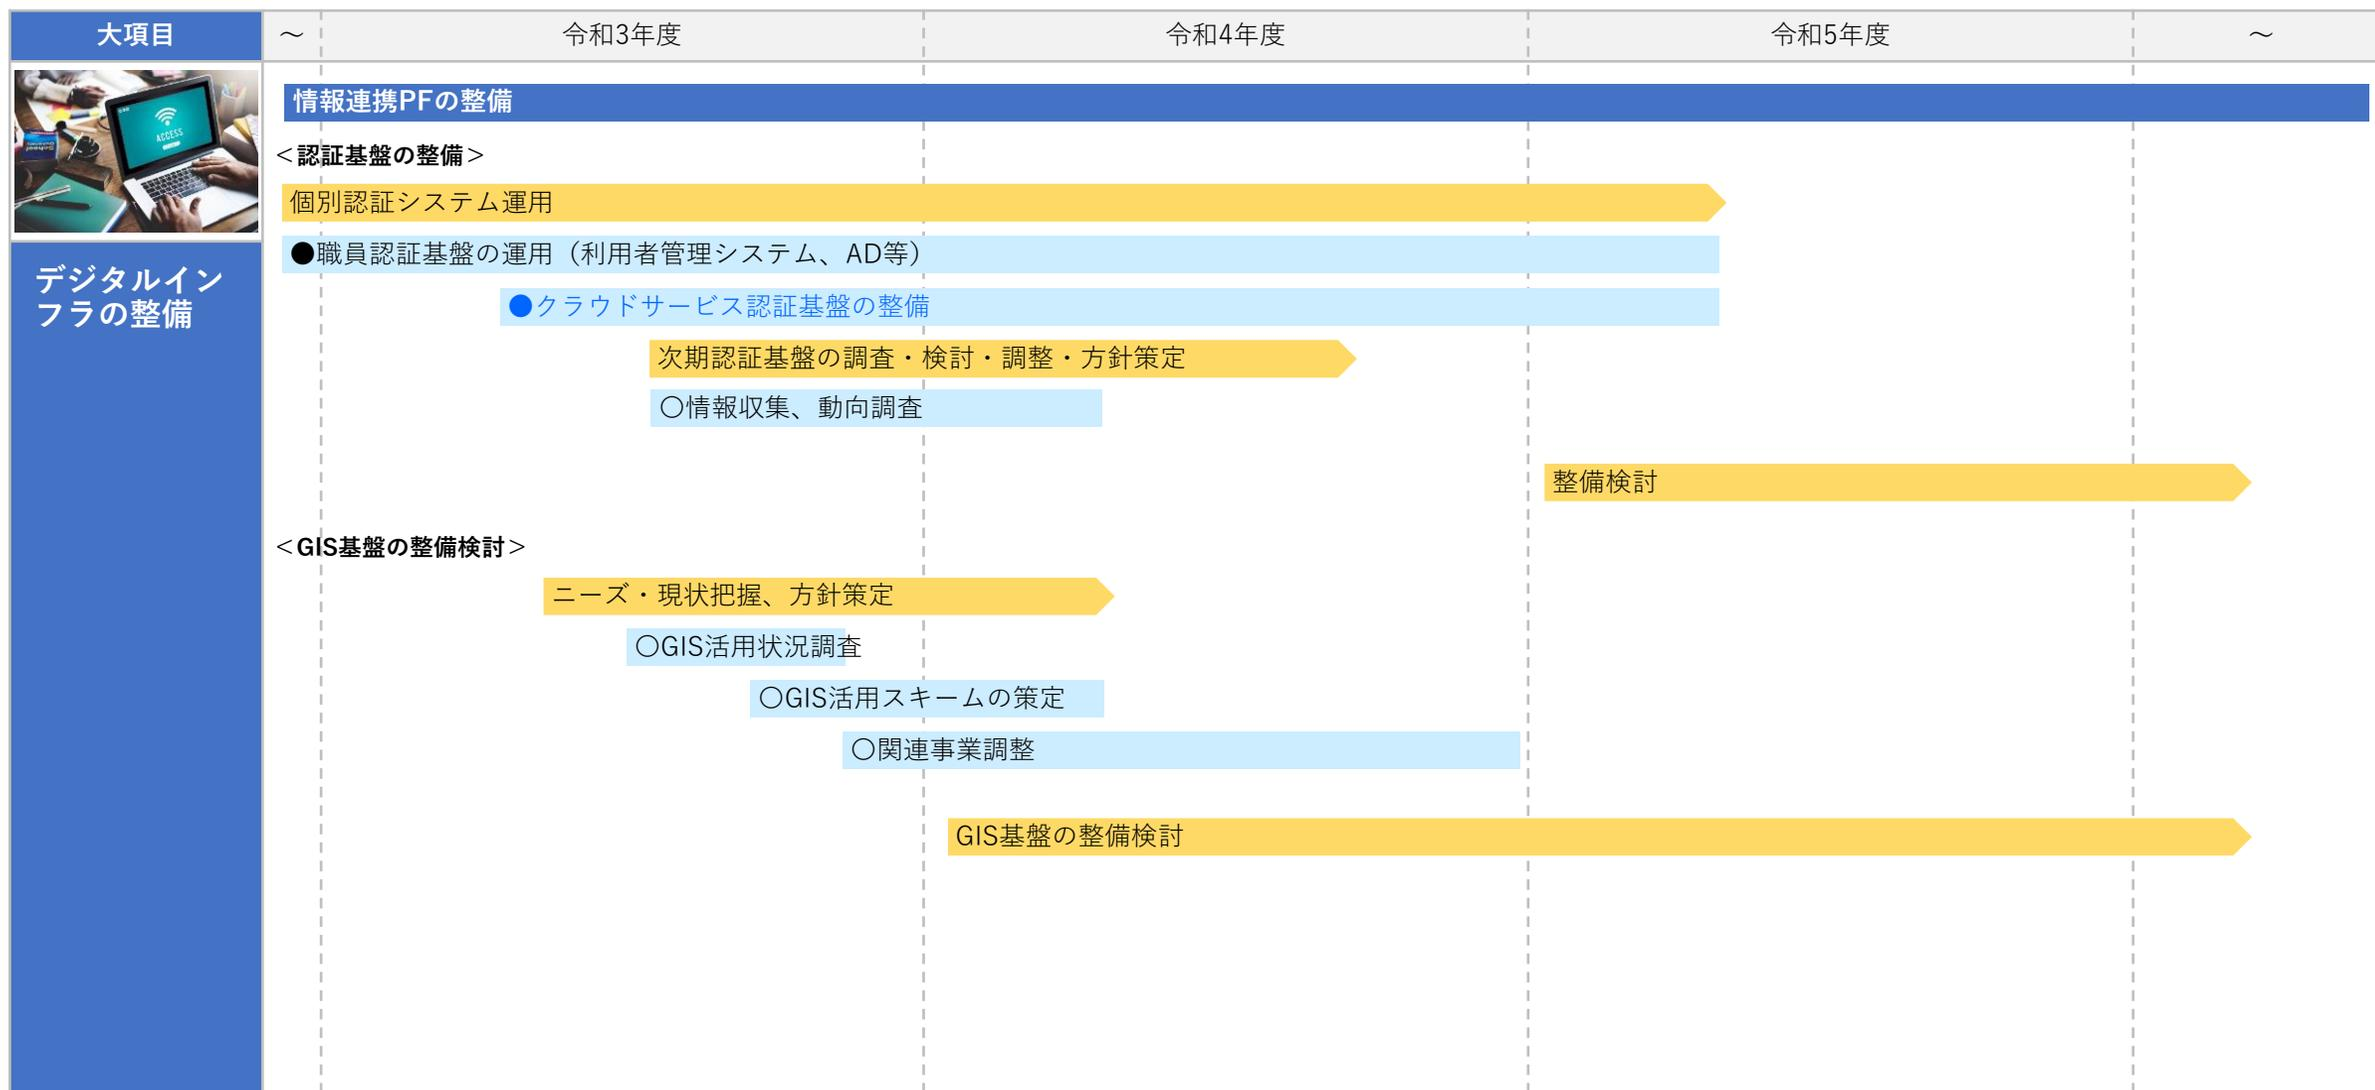 大項目
～
令和3年度
令和4年度
令和5年度
～
ACCESS
デジタルイン
フラの整備
情報連携PFの整備
＜認証基盤の整備＞
個別認証システム運用
●職員認証基盤の運用（利用者管理システム、AD等）
●クラウドサービス認証基盤の整備
次期認証基盤の調査・検討・調整・方針策定
〇情報収集、動向調査
整備検討
＜GIS基盤の整備検討＞
ニーズ・現状把握、方針策定
〇GIS活用状況調査
〇GIS活用スキームの策定
〇関連事業調整
GIS基盤の整備検討